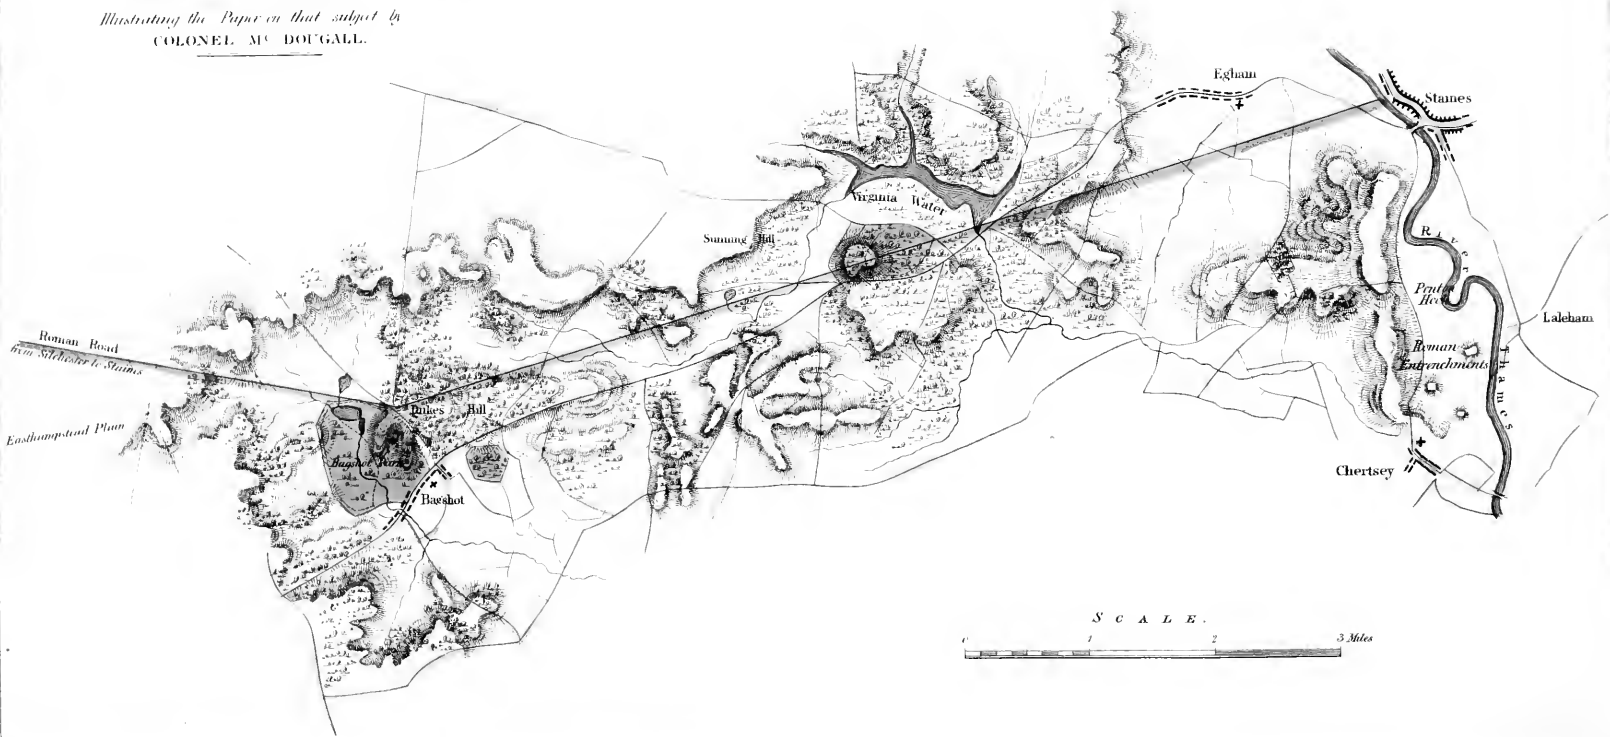 Illustrating the Paper on that subject by
COLONEL Mc DOUGALL.
Egham
Staines
Virginia Water
Sunning Hill
River Thames
Penton Hook
Laleham
Roman Road
from Silchester to Staines
Roman
Entrenchments
Dukes Hill
Easthampstead Plain
Bagshot Park
Chertsey
Bagshot
SCALE.
1 2 3 Miles